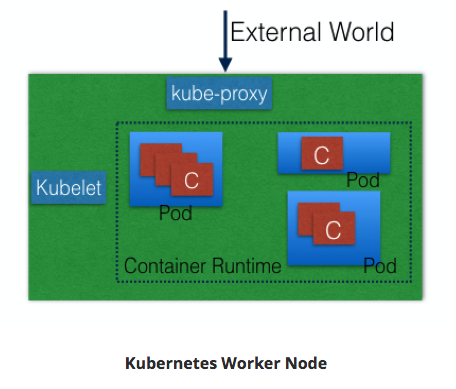 External World
kube-proxy
Kubelet
C
Pod
C
Pod
C
Container Runtime
Pod
Kubernetes Worker Node